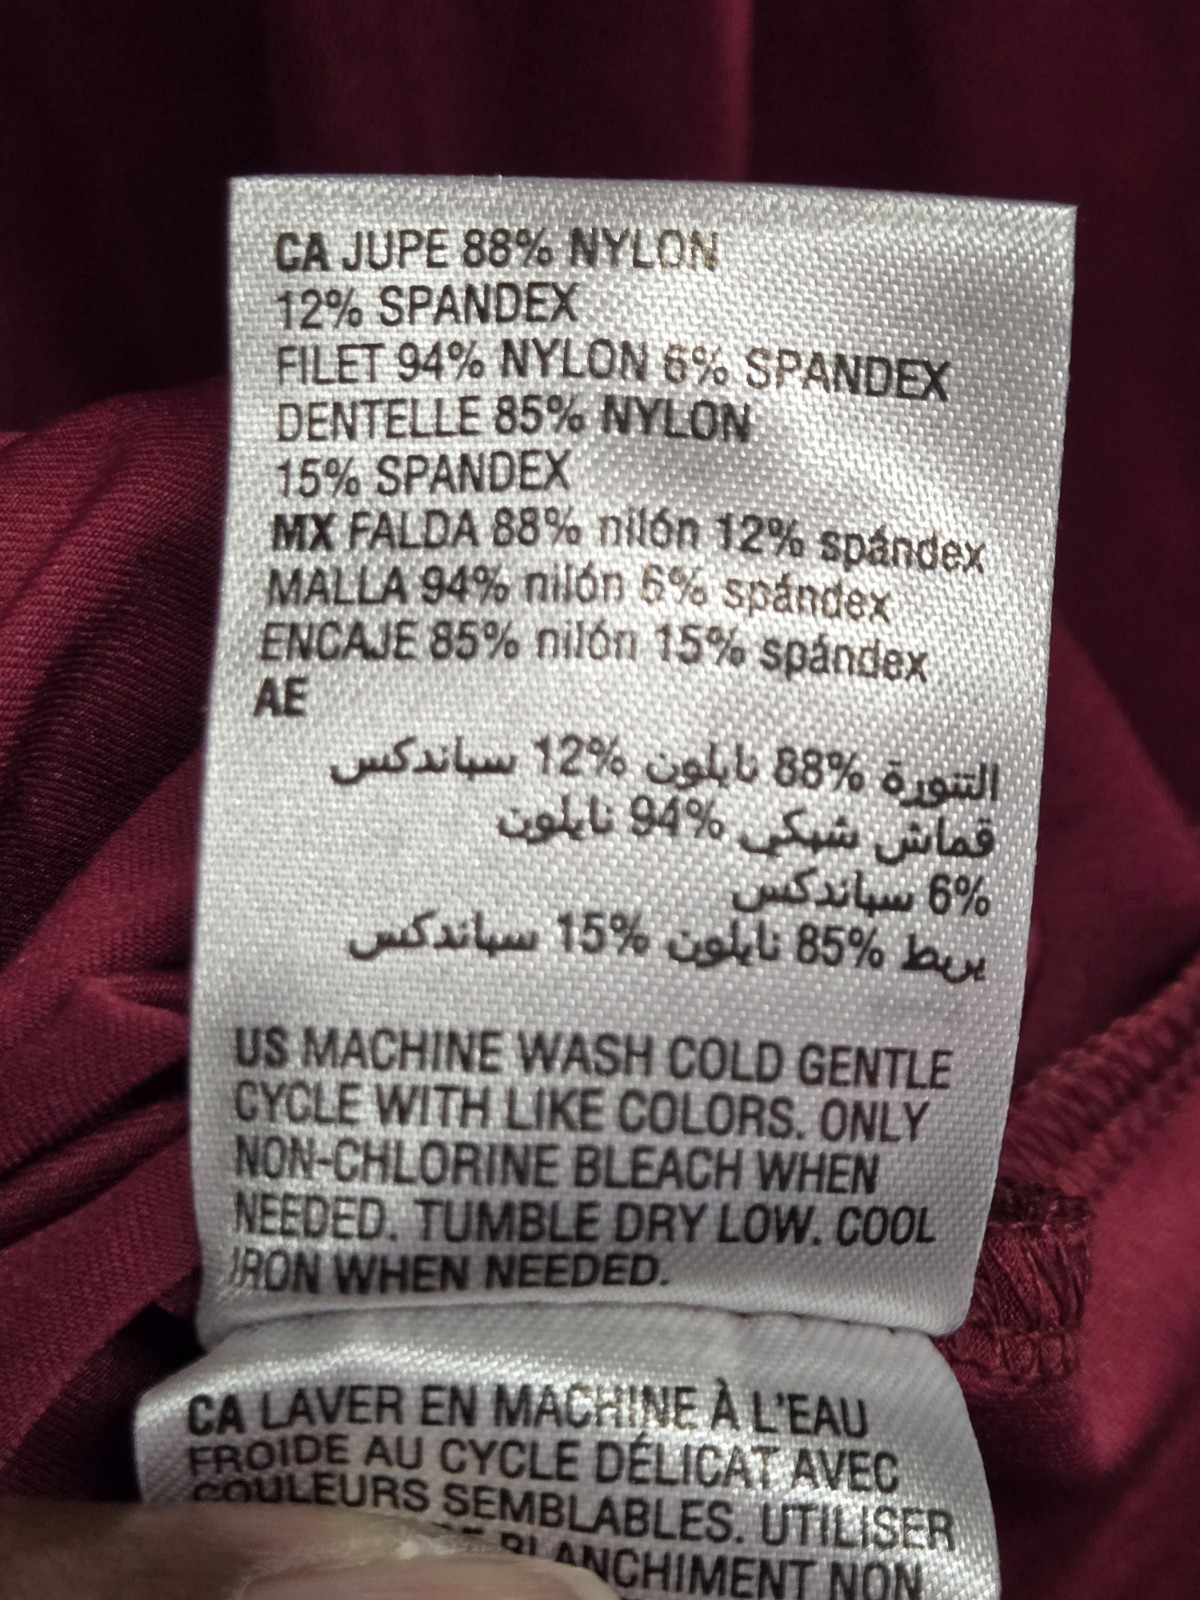 CA JUPE 88% NYLON
12% SPANDEX
FILET 94% NYLON 6% SPANDEX
DENTELLE 85% NYLON
15% SPANDEX
MX FALDA 88% nilón 12% spándex
MALLA 94% nilón 6% spándex
ENCAJE 85% nilón 15% spándex
AE
التنورة 88% نايلون 12% سباندكس
قماش شبكي 94% نايلون
6% سباندكس
يربط 85% نايلون 15% سباندكس
US MACHINE WASH COLD GENTLE
CYCLE WITH LIKE COLORS. ONLY
NON-CHLORINE BLEACH WHEN
NEEDED. TUMBLE DRY LOW. COOL
IRON WHEN NEEDED.
CA LAVER EN MACHINE À L'EAU
FROIDE AU CYCLE DÉLICAT AVEC
COULEURS SEMBLABLES. UTILISER
BLANCHIMENT NON